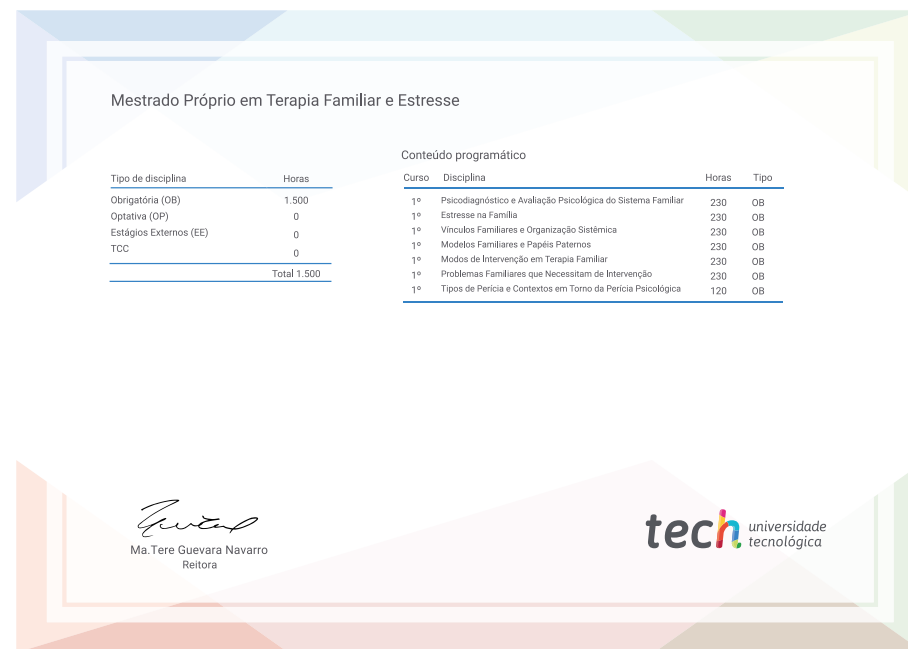 Mestrado Próprio em Terapia Familiar e Estresse
Tipo de disciplina Horas
Obrigatória (OB) 1.500
Optativa (OP) 0
Estágios Externos (EE) 0
TCC 0
Total 1.500
Conteúdo programático
Curso Disciplina Horas Tipo
1º Psicodiagnóstico e Avaliação Psicológica do Sistema Familiar 230 OB
1º Estresse na Família 230 OB
1º Vínculos Familiares e Organização Sistêmica 230 OB
1º Modelos Familiares e Papéis Paternos 230 OB
1º Modos de Intervenção em Terapia Familiar 230 OB
1º Problemas Familiares que Necessitam de Intervenção 230 OB
1º Tipos de Perícia e Contextos em Torno da Perícia Psicológica 120 OB
Ma.Tere Guevara Navarro
Reitora
tech universidade
tecnológica